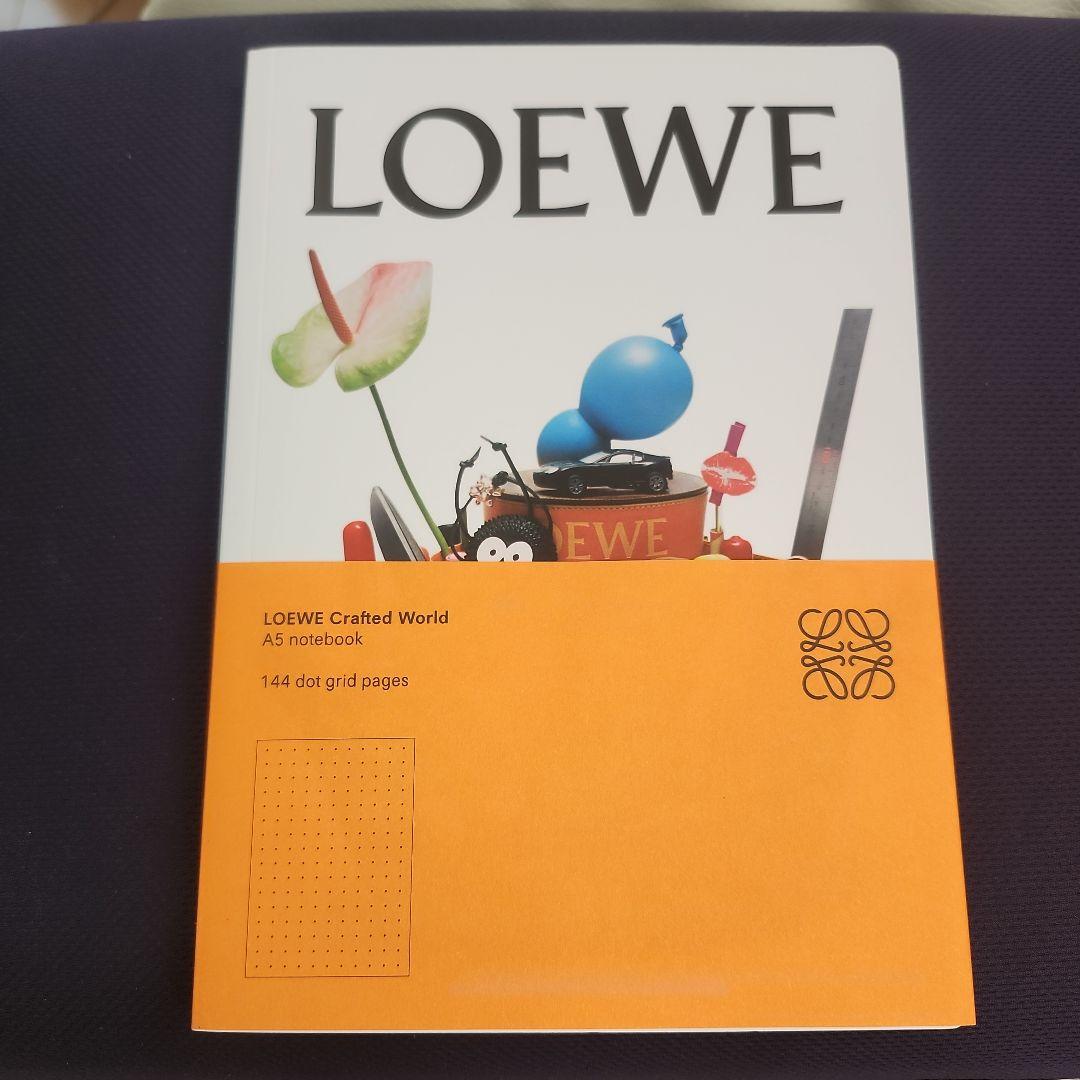 LOEWE
LOEWE
LOEWE Crafted World
A5 notebook
144 dot grid pages